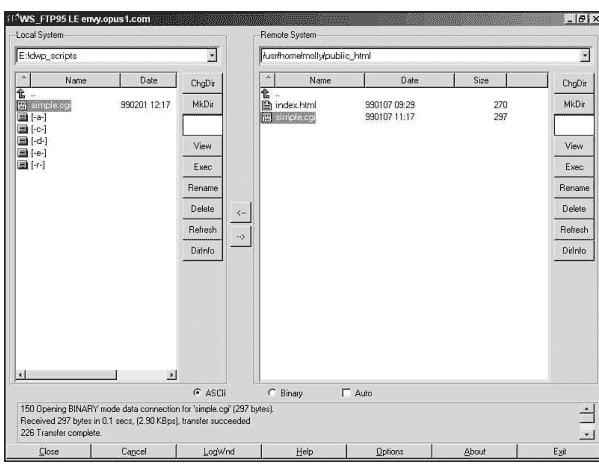 WS_FTP95 LE envy.opus1.com
Local System
E:\dwp_scripts
^ Name Date
..
simple.cgi 990201 12:17
[-a-]
[-c-]
[-d-]
[-e-]
[-r-]
ChgDir
MkDir
View
Exec
Rename
Delete
Refresh
DirInfo
<--
-->
Remote System
/usr/home/molly/public_html
^ Name Date Size
..
index.html 990107 09:29 270
simple.cgi 990107 11:17 297
ChgDir
MkDir
View
Exec
Rename
Delete
Refresh
DirInfo
ASCII Binary Auto
150 Opening BINARY mode data connection for 'simple.cgi' (297 bytes).
Received 297 bytes in 0.1 secs, (2.90 KBps), transfer succeeded
226 Transfer complete.
Close Cancel LogWnd Help Options About Exit